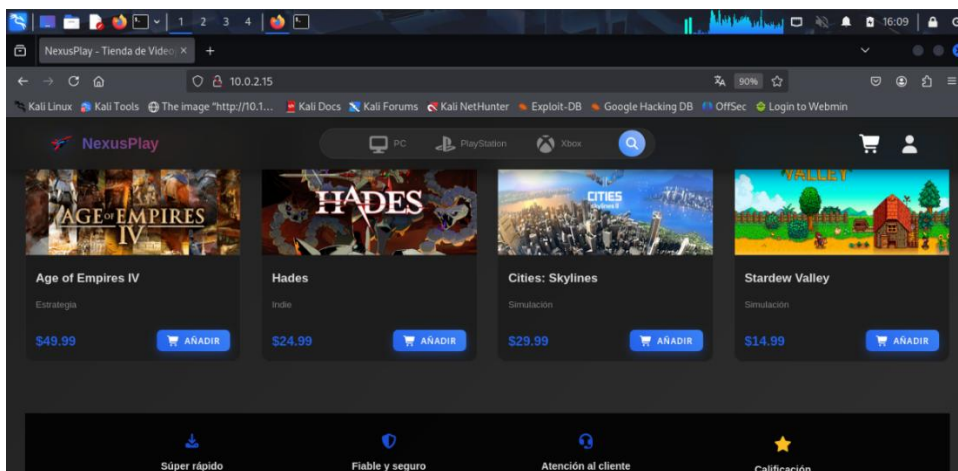 1 2 3 4
16:09
NexusPlay - Tienda de Video
10.0.2.15
90%
Kali Linux Kali Tools The image "http://10.1... Kali Docs Kali Forums Kali NetHunter Exploit-DB Google Hacking DB OffSec Login to Webmin
NexusPlay PC PlayStation Xbox
AGE OF EMPIRES IV
HADES
CITIES
Skylines II
VALLEY
Age of Empires IV Hades Cities: Skylines Stardew Valley
Estrategia Indie Simulación Simulación
$49.99 AÑADIR $24.99 AÑADIR $29.99 AÑADIR $14.99 AÑADIR
Súper rápido Fiable y seguro Atención al cliente Calificación